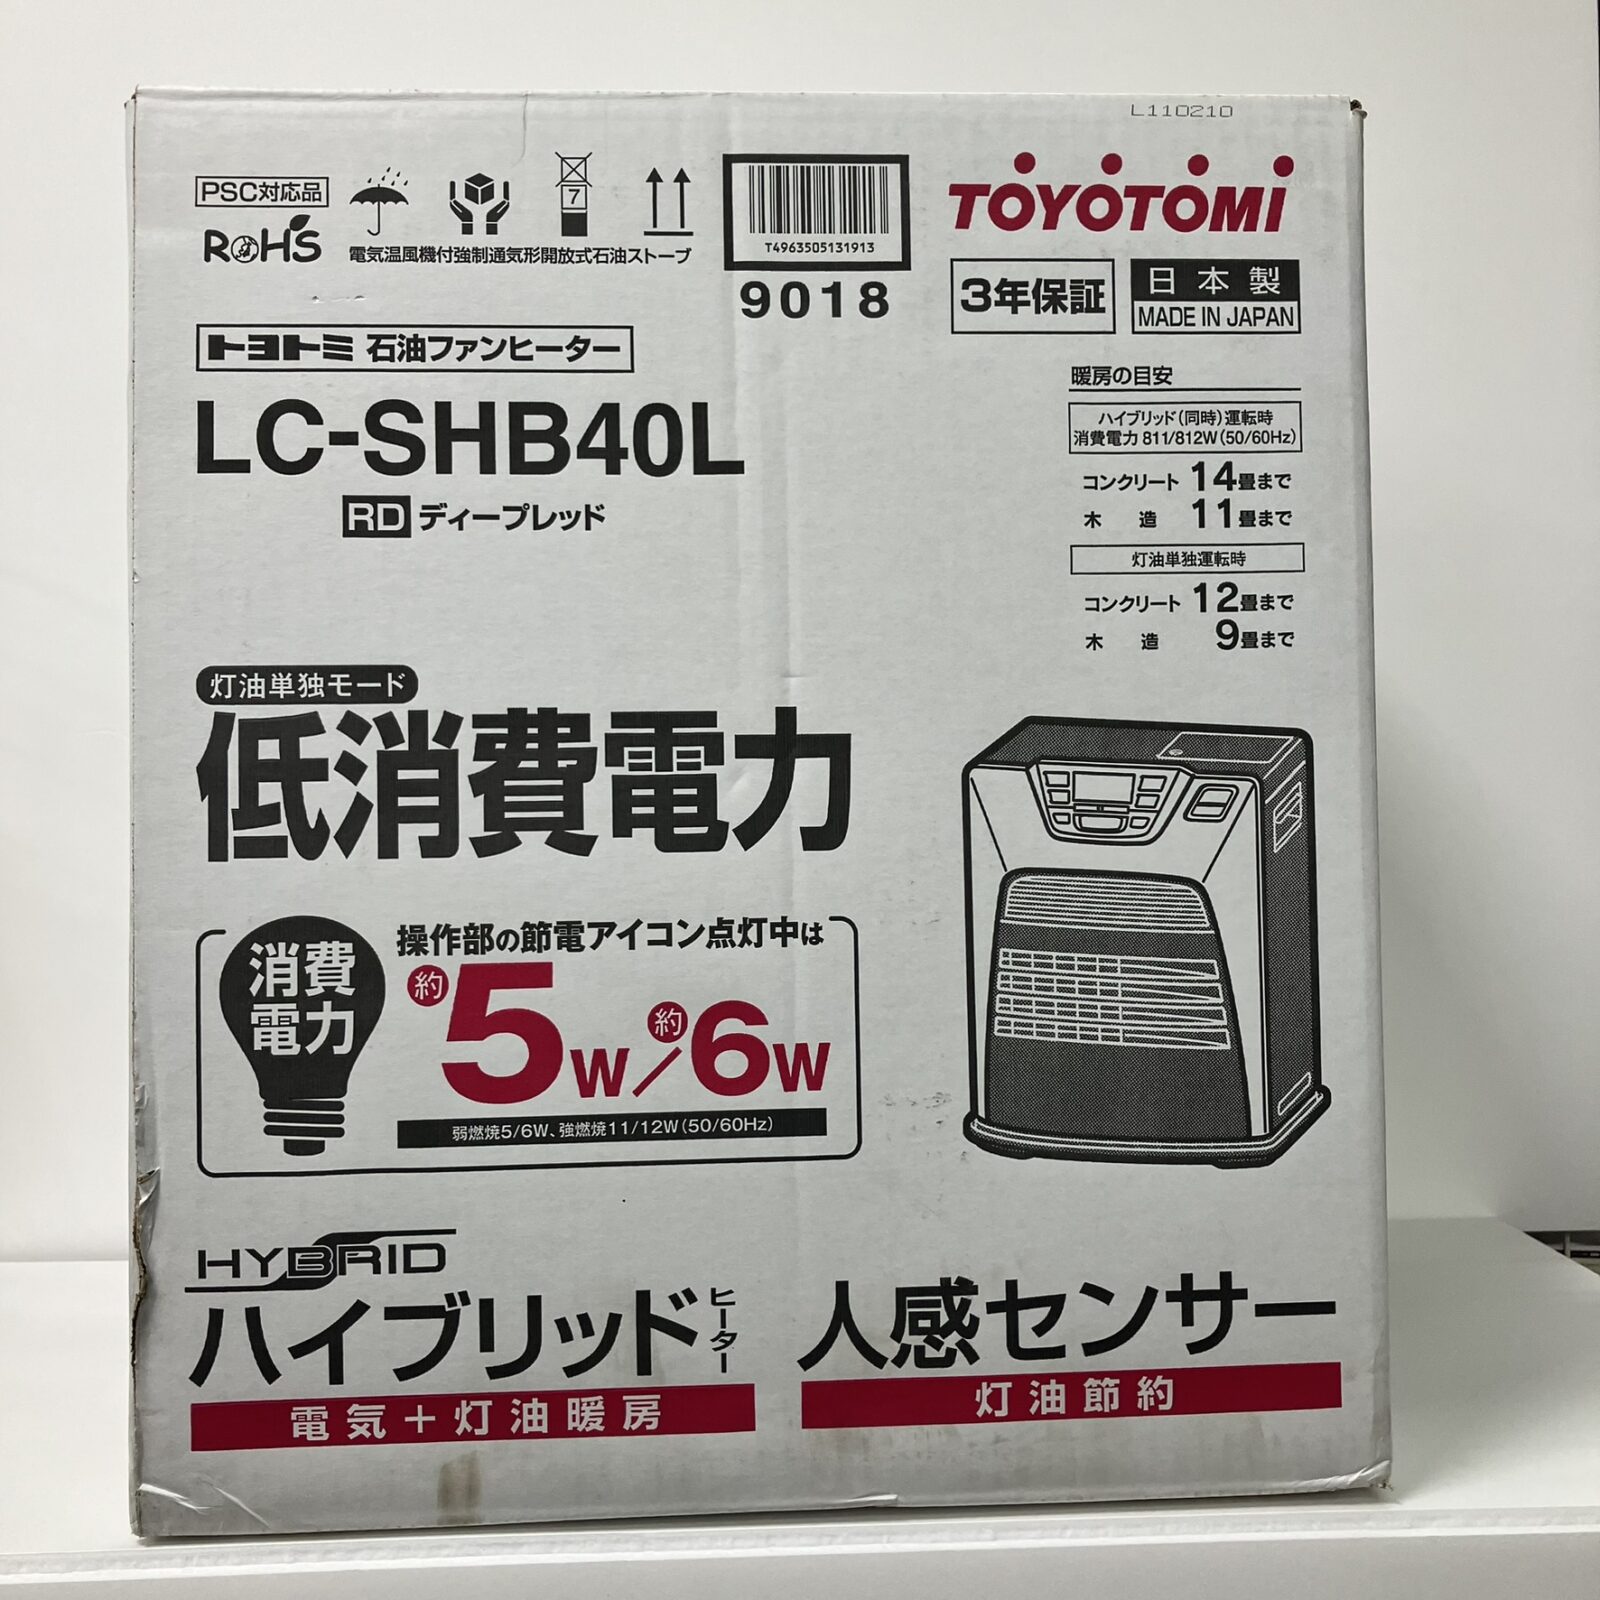 L110210
PSC対応品
RoHS
7
電気温風機付強制通気形開放式石油ストーブ
T4963505131913
9018
TOYOTOMI
3年保証
日本製
MADE IN JAPAN
トヨトミ 石油ファンヒーター
LC-SHB40L
RD ディープレッド
暖房の目安
ハイブリッド(同時)運転時
消費電力 811/812W(50/60Hz)
コンクリート 14畳まで
木造 11畳まで
灯油単独運転時
コンクリート 12畳まで
木造 9畳まで
灯油単独モード
低消費電力
消費
電力
操作部の節電アイコン点灯中は
約5W/約6W
弱燃焼5/6W、強燃焼11/12W(50/60Hz)
HYBRID
ハイブリッドヒーター
電気+灯油暖房
人感センサー
灯油節約